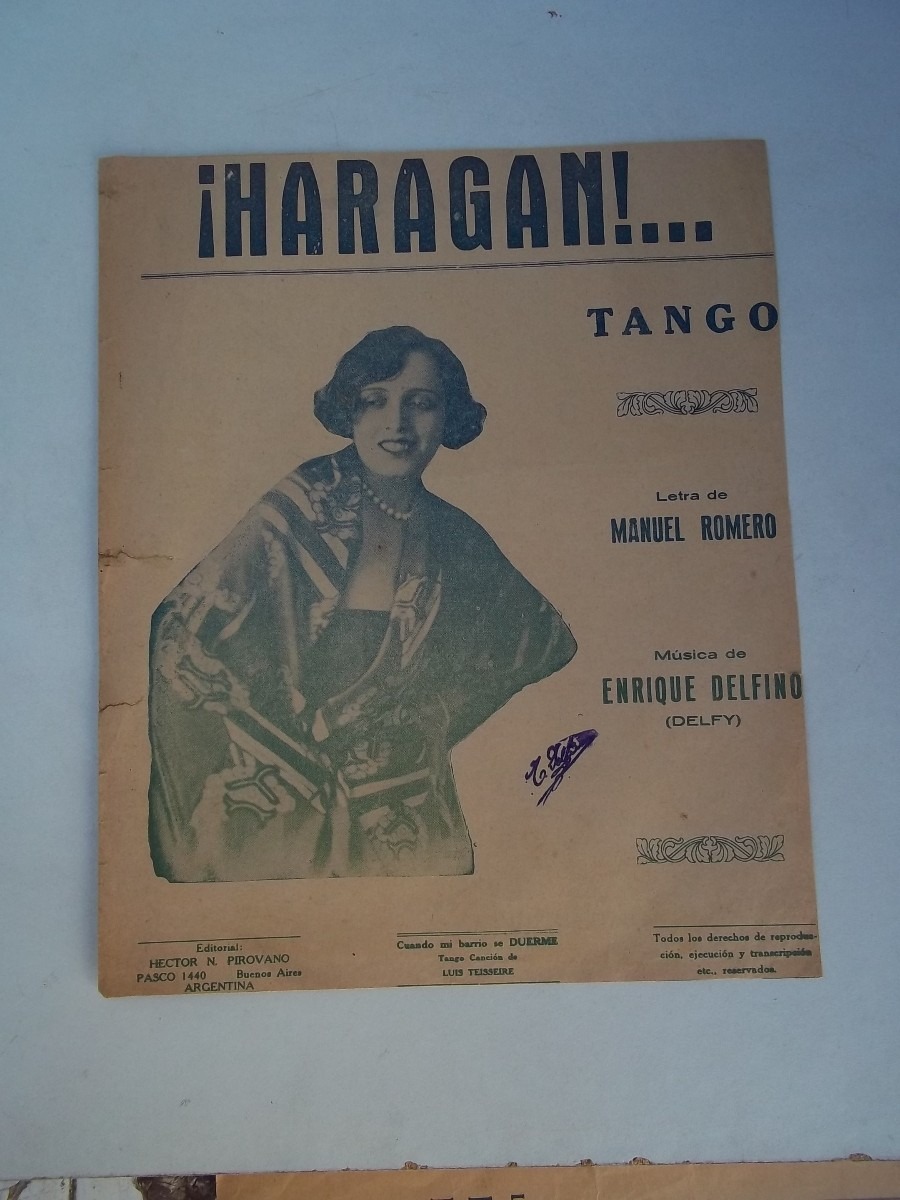 ¡HARAGAN!...
TANGO
Letra de
MANUEL ROMERO
Música de
ENRIQUE DELFINO
(DELFY)
Editorial:
HECTOR N. PIROVANO
PASCO 1440 Buenos Aires
ARGENTINA
Cuando mi barrio se DUERME
Tango Canción de
LUIS TEISSEIRE
Todos los derechos de reproduc-
ción, ejecución y transcripción
etc., reservados.